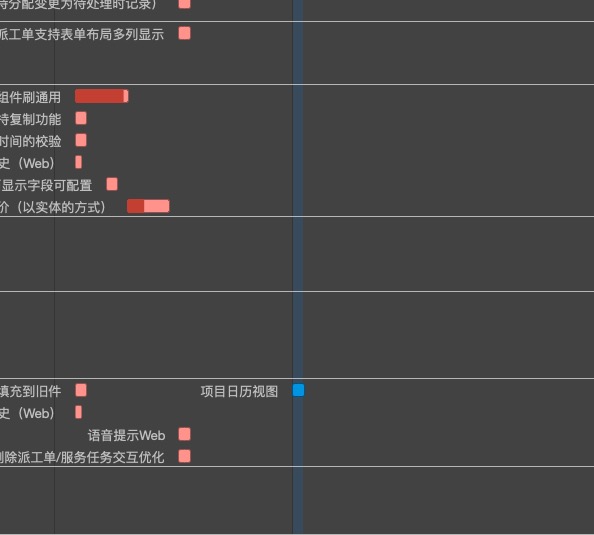 待分配变更为待处理时记录）
派工单支持表单布局多列显示
组件刷通用
持复制功能
时间的校验
史（Web）
显示字段可配置
价（以实体的方式）
填充到旧件
项目日历视图
史（Web）
语音提示Web
删除派工单/服务任务交互优化